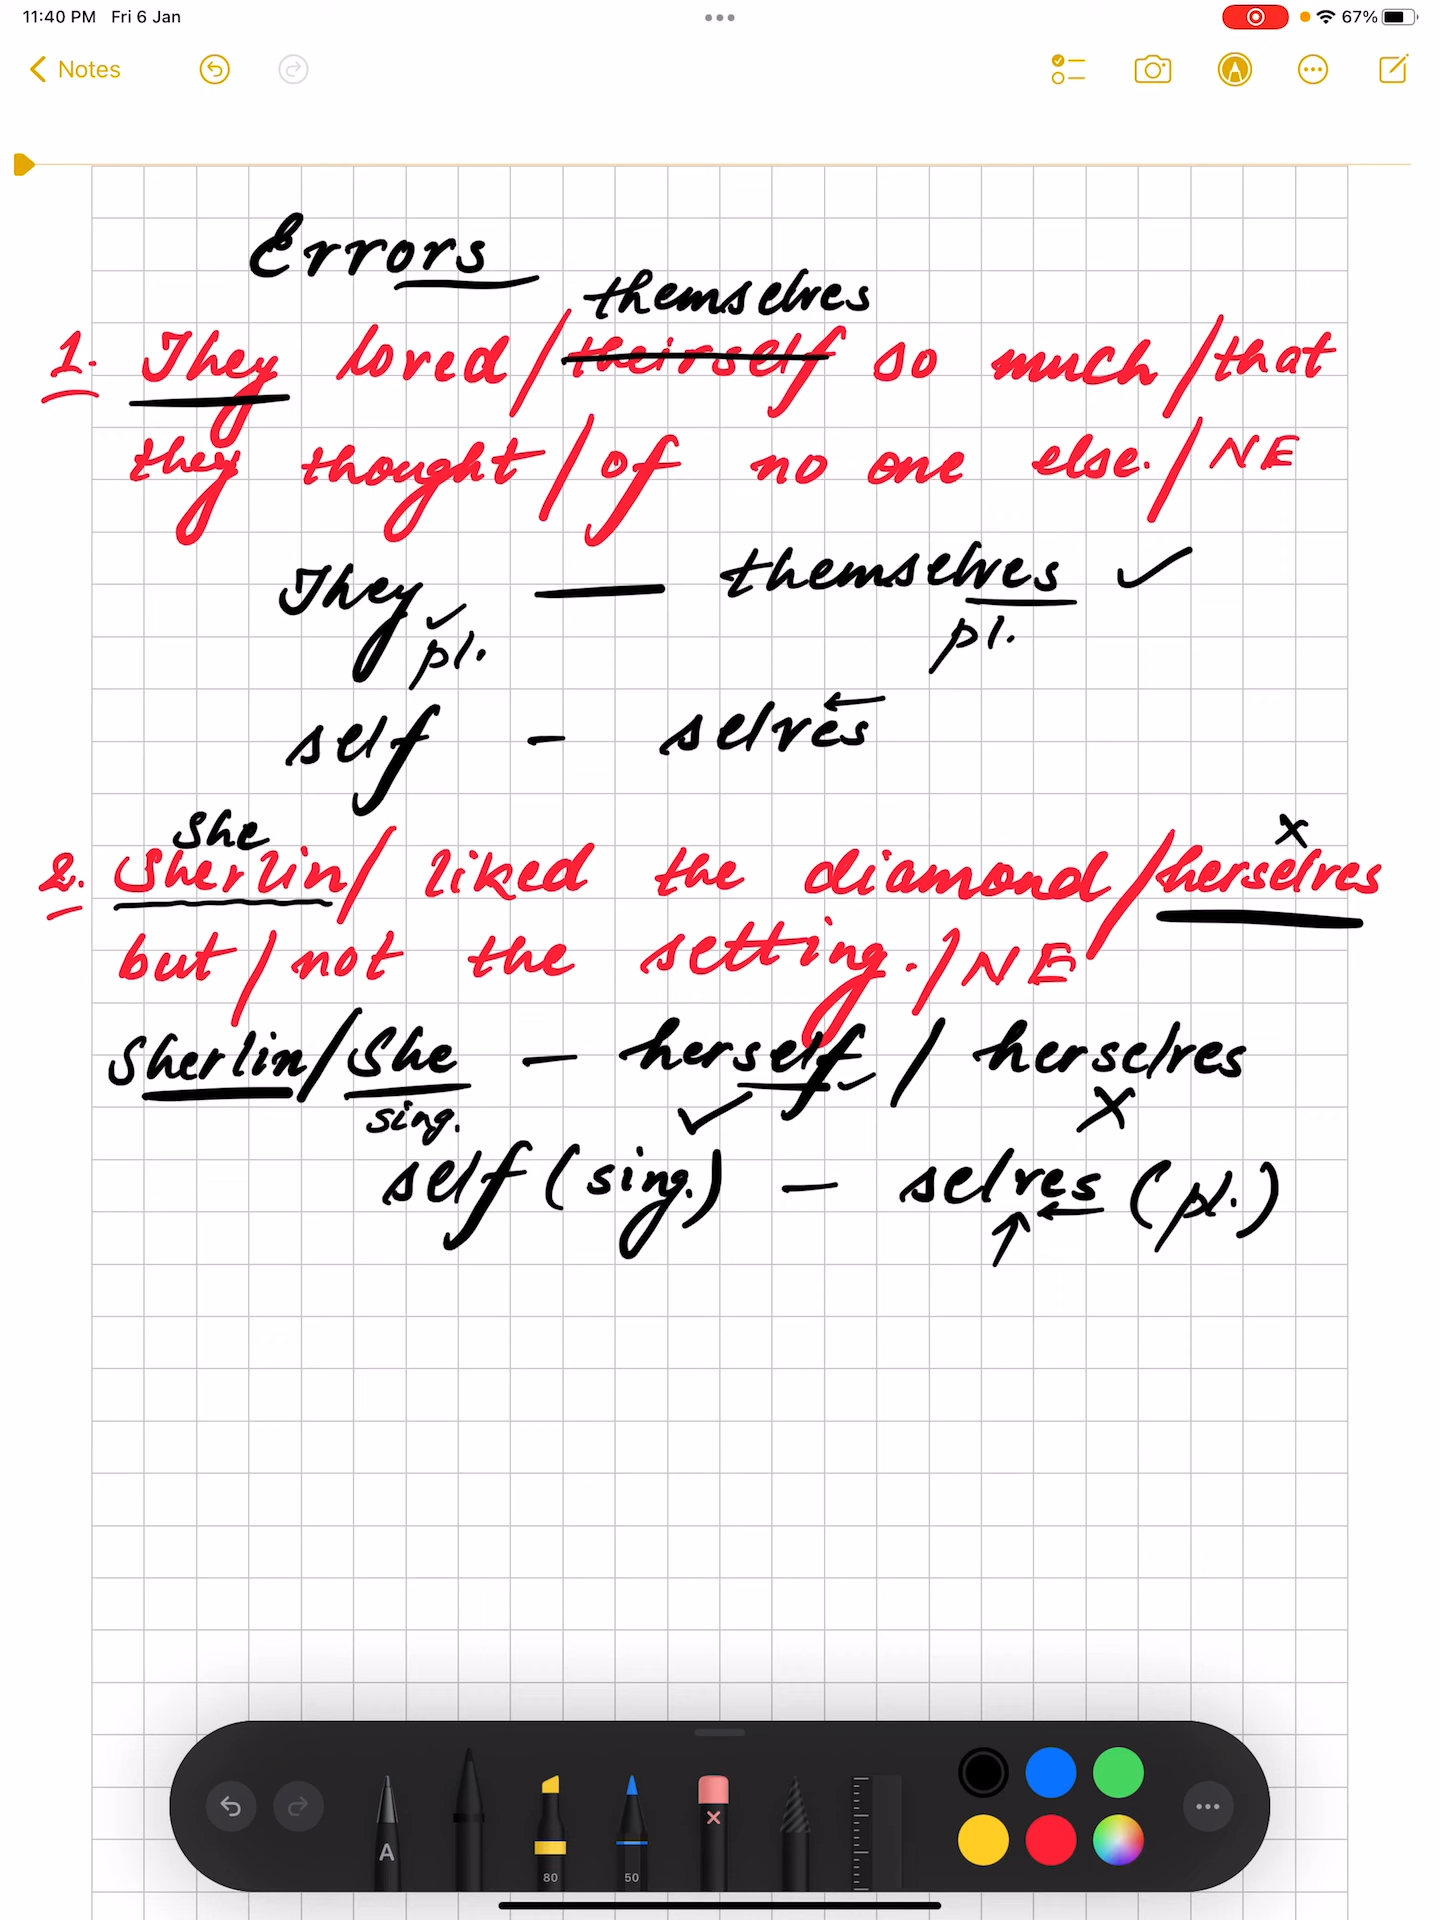 11:40 PM Fri 6 Jan 67%
Notes
Errors
themselves
1. They loved / theirself so much / that
they thought / of no one else. / NE
They — themselves ✓
✓ pl. pl.
self - selves
She x
2. Sherlin / liked the diamond / herselves
but / not the setting. / NE
Sherlin / She - herself ✓ / herselves
sing. ✓ X
self (sing.) - selves (pl.)
A 80 50